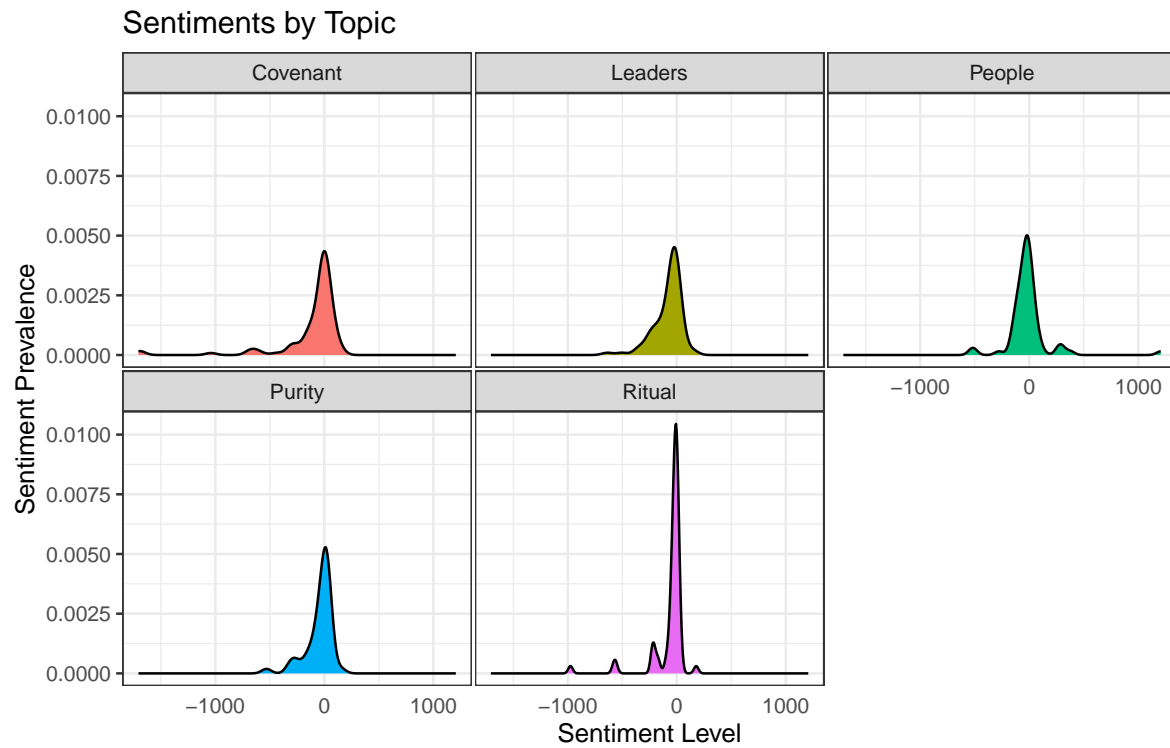 Sentiments by Topic
Covenant Leaders People
0.0100
0.0075
0.0050
0.0025
0.0000
−1000 0 1000
Purity Ritual
0.0100
0.0075
0.0050
0.0025
0.0000
−1000 0 1000 −1000 0 1000
Sentiment Level
Sentiment Prevalence